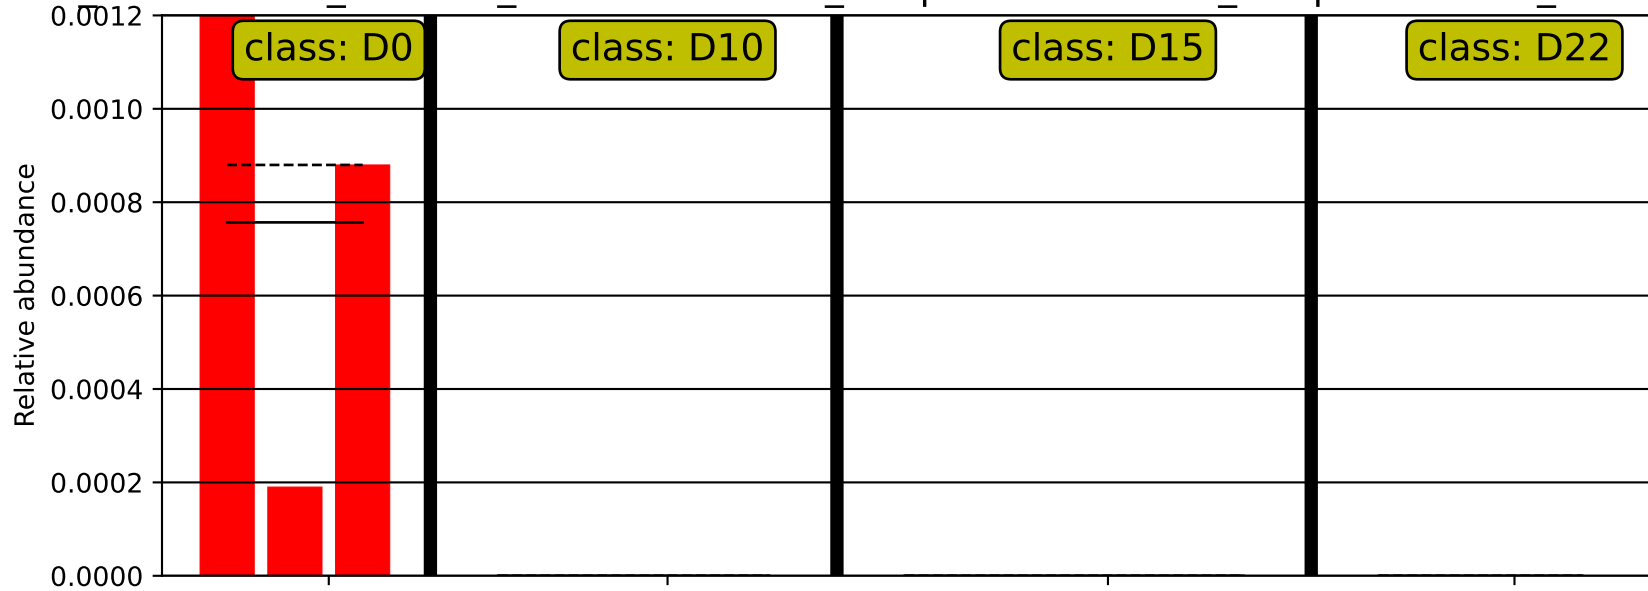 0.0012
class: D0
class: D10
class: D15
class: D22
0.0010
0.0008
0.0006
0.0004
0.0002
0.0000
Relative abundance